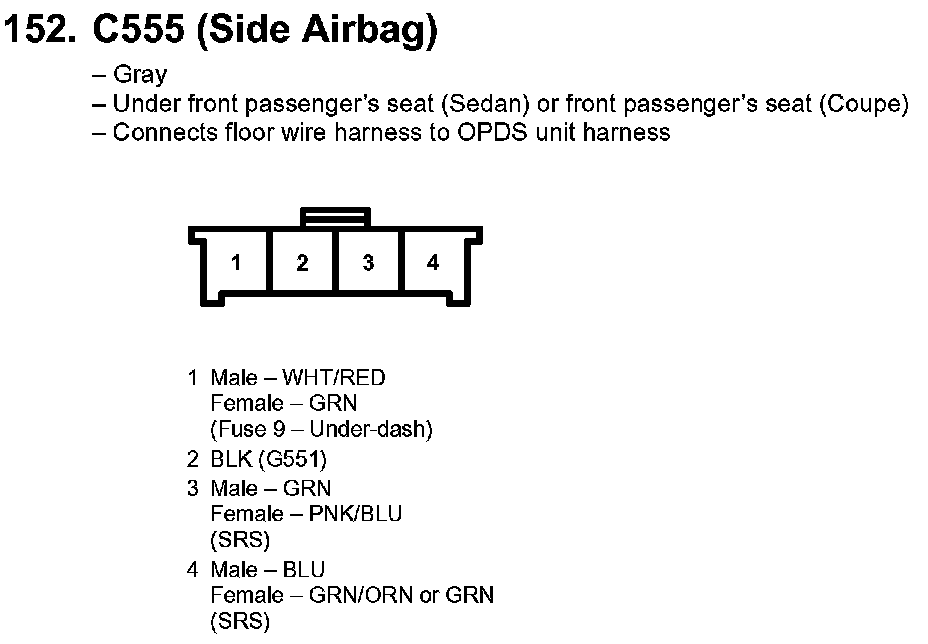 152. C555 (Side Airbag)
– Gray
– Under front passenger's seat (Sedan) or front passenger's seat (Coupe)
– Connects floor wire harness to OPDS unit harness
1 2 3 4
1 Male – WHT/RED
Female – GRN
(Fuse 9 – Under-dash)
2 BLK (G551)
3 Male – GRN
Female – PNK/BLU
(SRS)
4 Male – BLU
Female – GRN/ORN or GRN
(SRS)